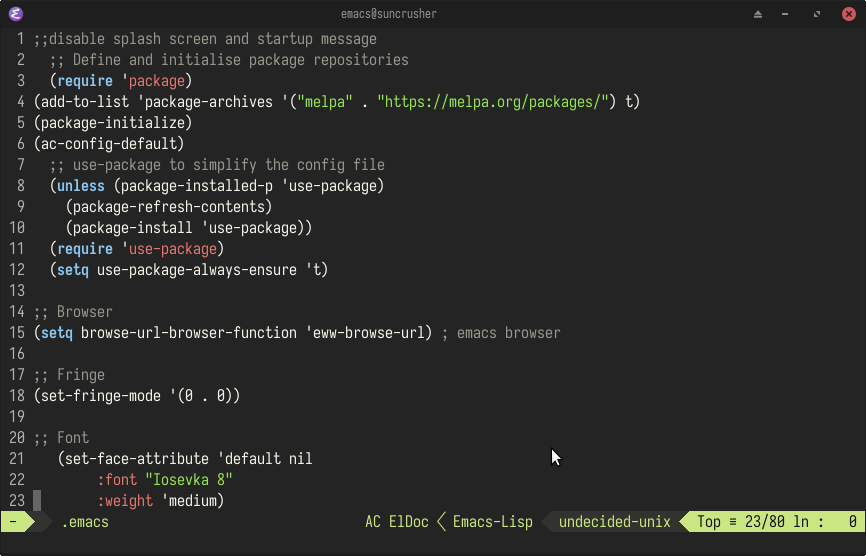 emacs@suncrusher
1 ;;disable splash screen and startup message
2   ;; Define and initialise package repositories
3   (require 'package)
4 (add-to-list 'package-archives '("melpa" . "https://melpa.org/packages/") t)
5 (package-initialize)
6 (ac-config-default)
7   ;; use-package to simplify the config file
8   (unless (package-installed-p 'use-package)
9     (package-refresh-contents)
10     (package-install 'use-package))
11   (require 'use-package)
12   (setq use-package-always-ensure 't)
13
14 ;; Browser
15 (setq browse-url-browser-function 'eww-browse-url) ; emacs browser
16
17 ;; Fringe
18 (set-fringe-mode '(0 . 0))
19
20 ;; Font
21    (set-face-attribute 'default nil
22         :font "Iosevka 8"
23         :weight 'medium)
- .emacs AC ElDoc Emacs-Lisp undecided-unix Top ≡ 23/80 ln : 0